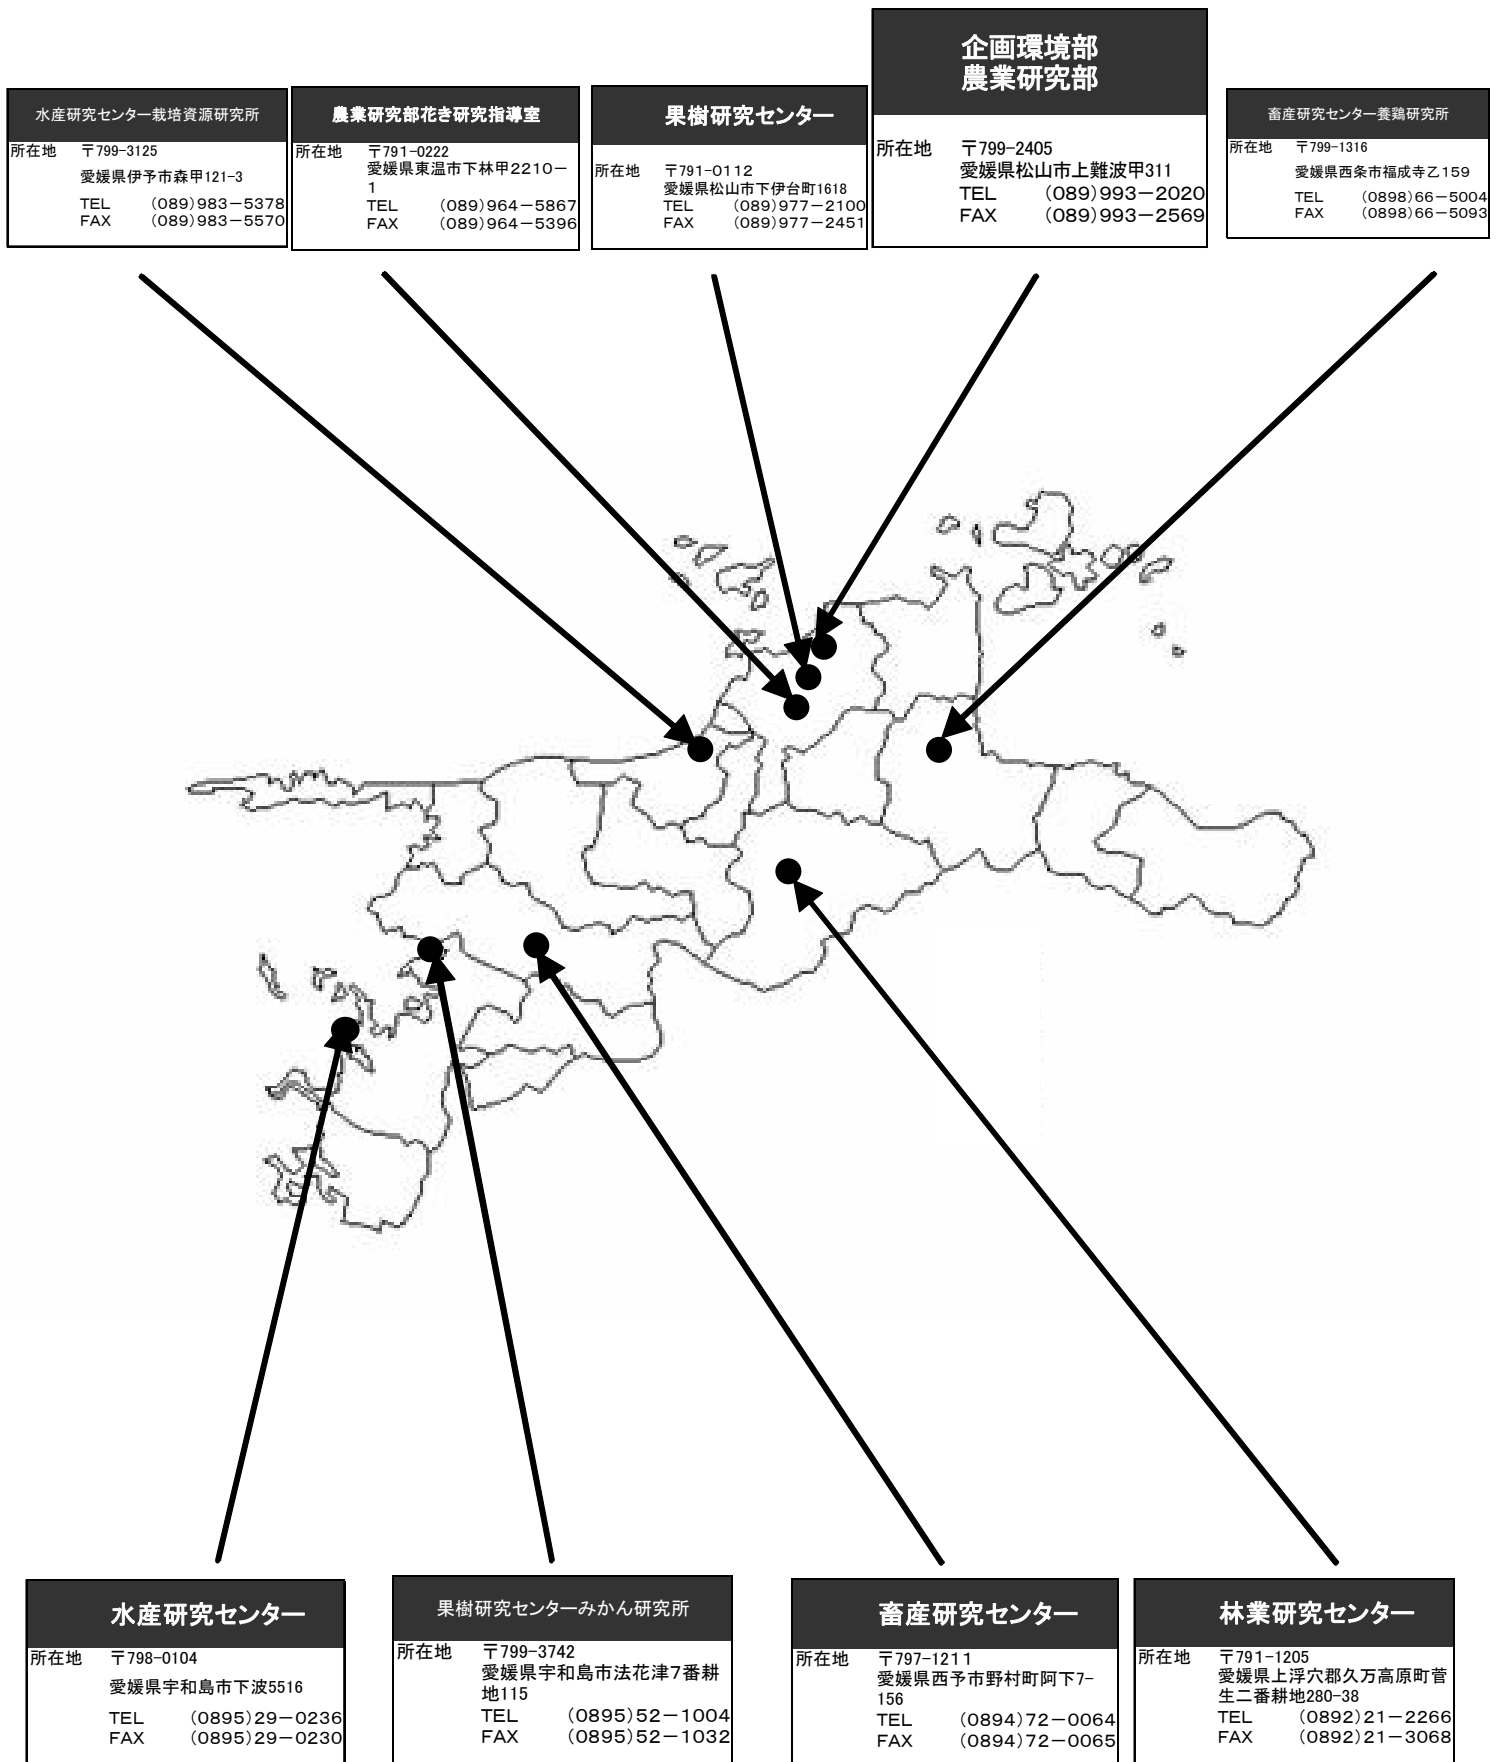 水産研究センター栽培資源研究所
所在地 〒799-3125
愛媛県伊予市森甲121-3
TEL (089)983-5378
FAX (089)983-5570
農業研究部花き研究指導室
所在地 〒791-0222
愛媛県東温市下林甲2210-
1
TEL (089)964-5867
FAX (089)964-5396
果樹研究センター
所在地 〒791-0112
愛媛県松山市下伊台町1618
TEL (089)977-2100
FAX (089)977-2451
企画環境部
農業研究部
所在地 〒799-2405
愛媛県松山市上難波甲311
TEL (089)993-2020
FAX (089)993-2569
畜産研究センター養鶏研究所
所在地 〒799-1316
愛媛県西条市福成寺乙159
TEL (0898)66-5004
FAX (0898)66-5093
水産研究センター
所在地 〒798-0104
愛媛県宇和島市下波5516
TEL (0895)29-0236
FAX (0895)29-0230
果樹研究センターみかん研究所
所在地 〒799-3742
愛媛県宇和島市法花津7番耕
地115
TEL (0895)52-1004
FAX (0895)52-1032
畜産研究センター
所在地 〒797-1211
愛媛県西予市野村町阿下7-
156
TEL (0894)72-0064
FAX (0894)72-0065
林業研究センター
所在地 〒791-1205
愛媛県上浮穴郡久万高原町菅
生二番耕地280-38
TEL (0892)21-2266
FAX (0892)21-3068